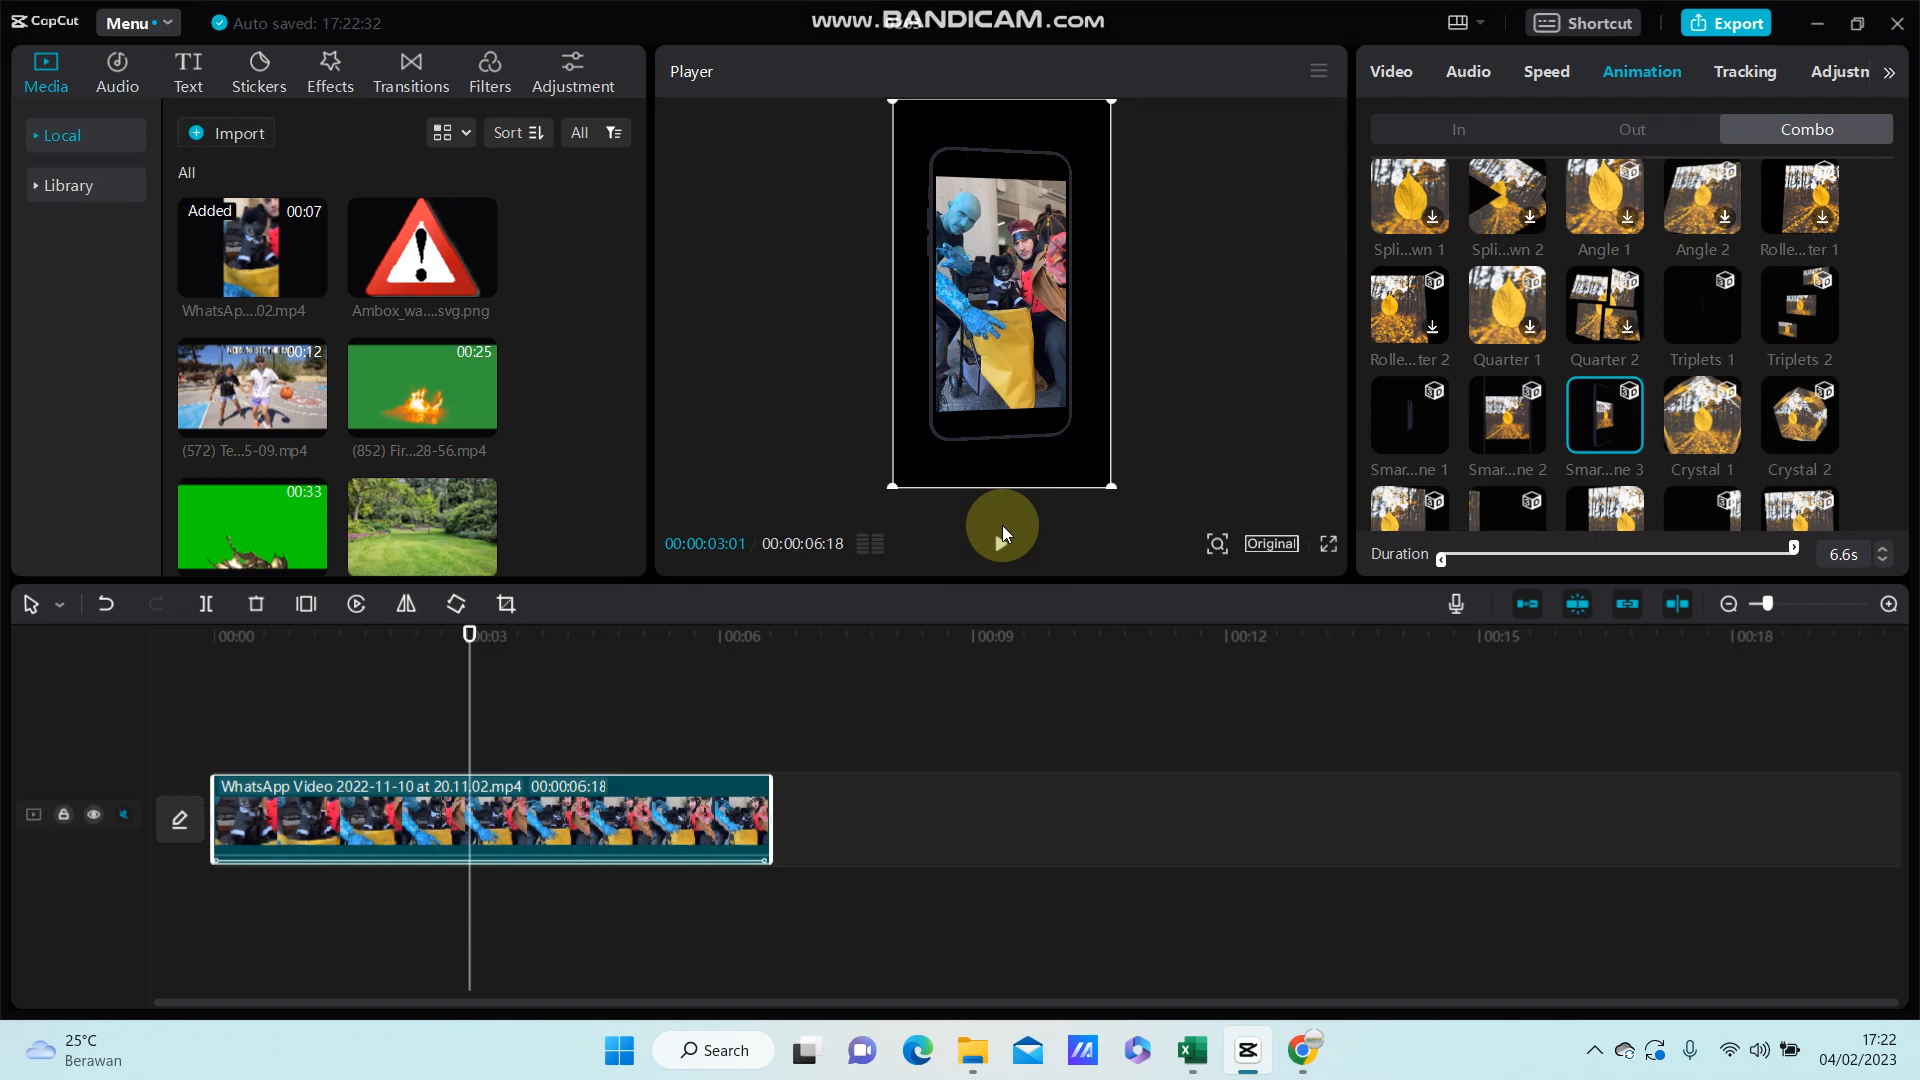 CapCut
Menu
Auto saved: 17:22:32
www.BANDICAM.com
Shortcut
Export
Media
Audio
Text
Stickers
Effects
Transitions
Filters
Adjustment
Local
Library
Import
Sort
All
All
Added
00:07
WhatsAp....02.mp4
Ambox_wa....svg.png
00:12
(572) Te...5-09.mp4
00:25
(852) Fir...28-56.mp4
00:33
Player
00:00:03:01
00:00:06:18
Original
Video
Audio
Speed
Animation
Tracking
Adjustn
In
Out
Combo
Spli...wn 1
Spli...wn 2
Angle 1
Angle 2
Rolle...ter 1
Rolle...ter 2
Quarter 1
Quarter 2
Triplets 1
Triplets 2
Smar...ne 1
Smar...ne 2
Smar...ne 3
Crystal 1
Crystal 2
Duration
6.6s
00:00
00:03
00:06
00:09
00:12
00:15
00:18
WhatsApp Video 2022-11-10 at 20.11.02.mp4 00:00:06:18
25°C
Berawan
Search
17:22
04/02/2023